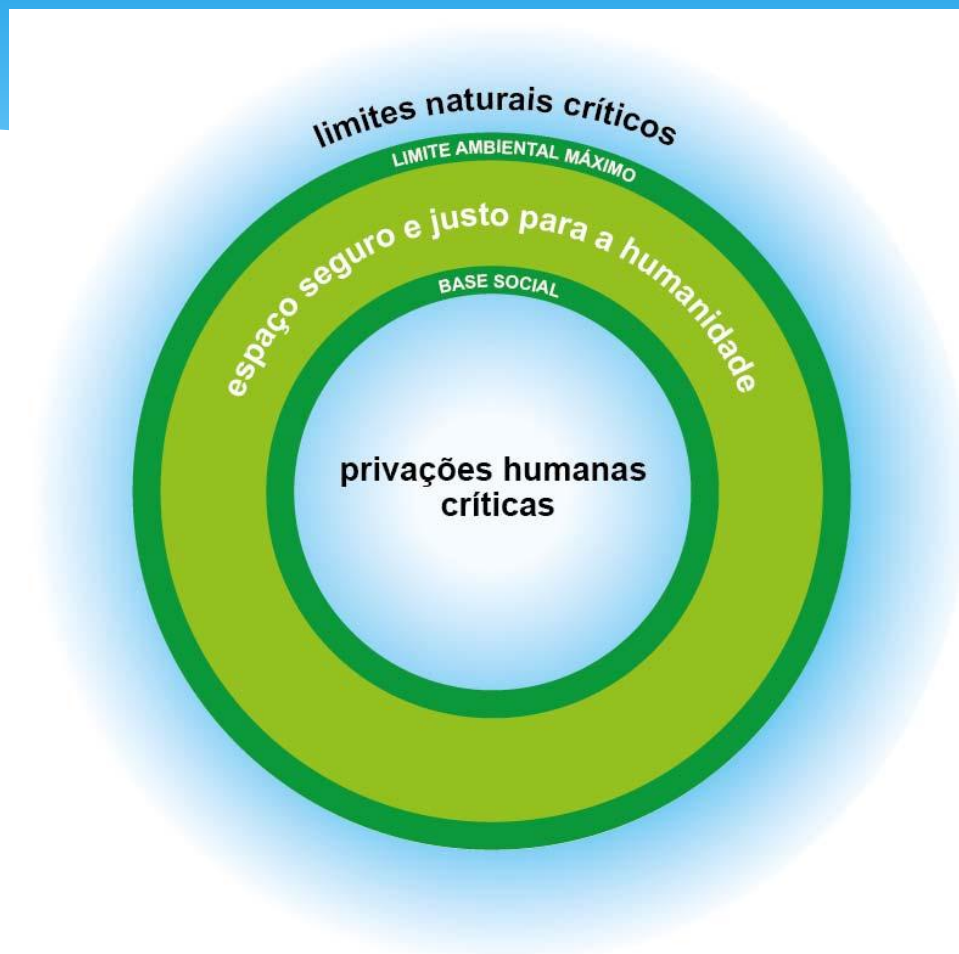 limites naturais críticos
LIMITE AMBIENTAL MÁXIMO
espaço seguro e justo para a humanidade
BASE SOCIAL
privações humanas
críticas